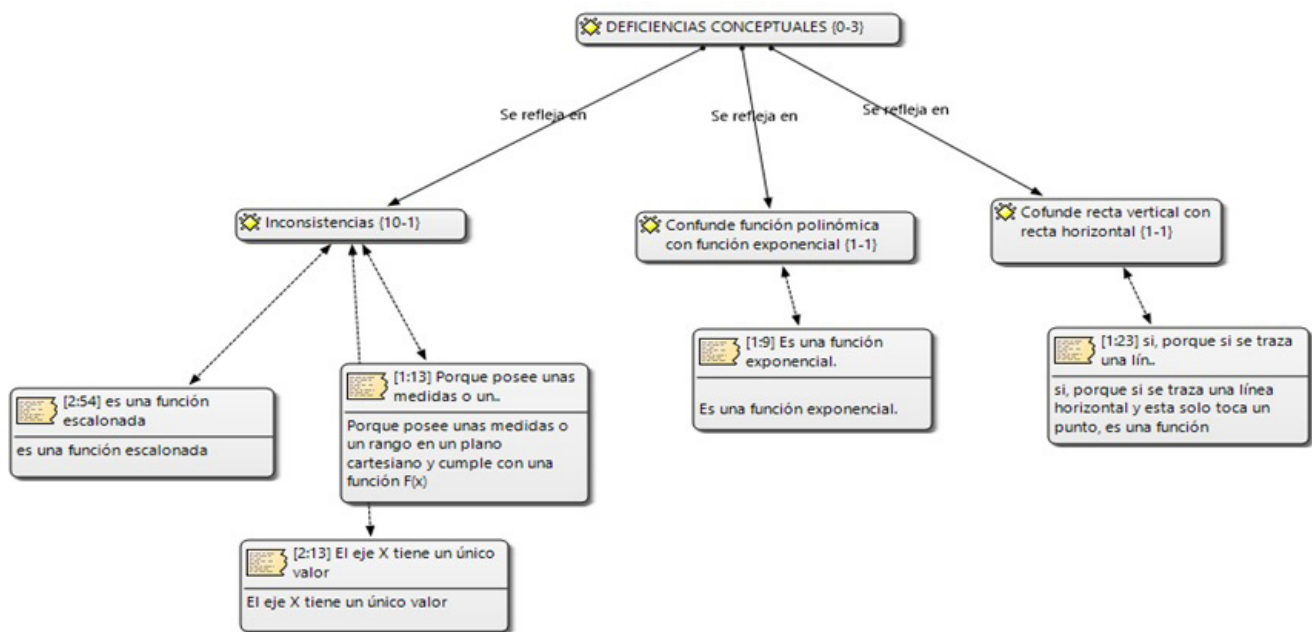 DEFICIENCIAS CONCEPTUALES {0-3}
Se refleja en
Se refleja en
Se refleja en
Inconsistencias {10-1}
Confunde función polinómica
con función exponencial {1-1}
Cofunde recta vertical con
recta horizontal {1-1}
[2:54] es una función
escalonada
es una función escalonada
[1:13] Porque posee unas
medidas o un..
Porque posee unas medidas o
un rango en un plano
cartesiano y cumple con una
función F(x)
[2:13] El eje X tiene un único
valor
El eje X tiene un único valor
[1:9] Es una función
exponencial.
Es una función exponencial.
[1:23] si, porque si se traza
una lín..
si, porque si se traza una línea
horizontal y esta solo toca un
punto, es una función